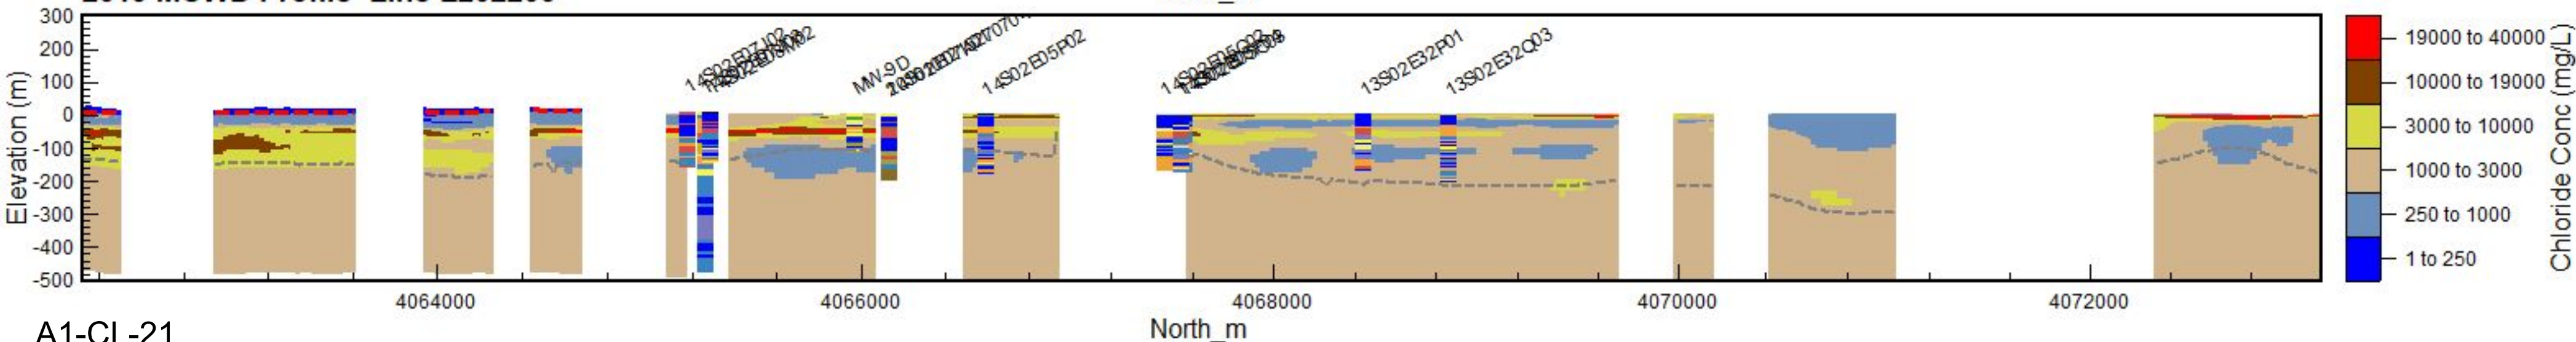 300
200
100
0
-100
-200
-300
-400
-500
Elevation (m)
MW-9D
14S02E05P02
13S02E32P01
13S02E32Q03
4064000
4066000
4068000
4070000
4072000
North_m
19000 to 40000
10000 to 19000
3000 to 10000
1000 to 3000
250 to 1000
1 to 250
Chloride Conc (mg/L)
A1-CL-21